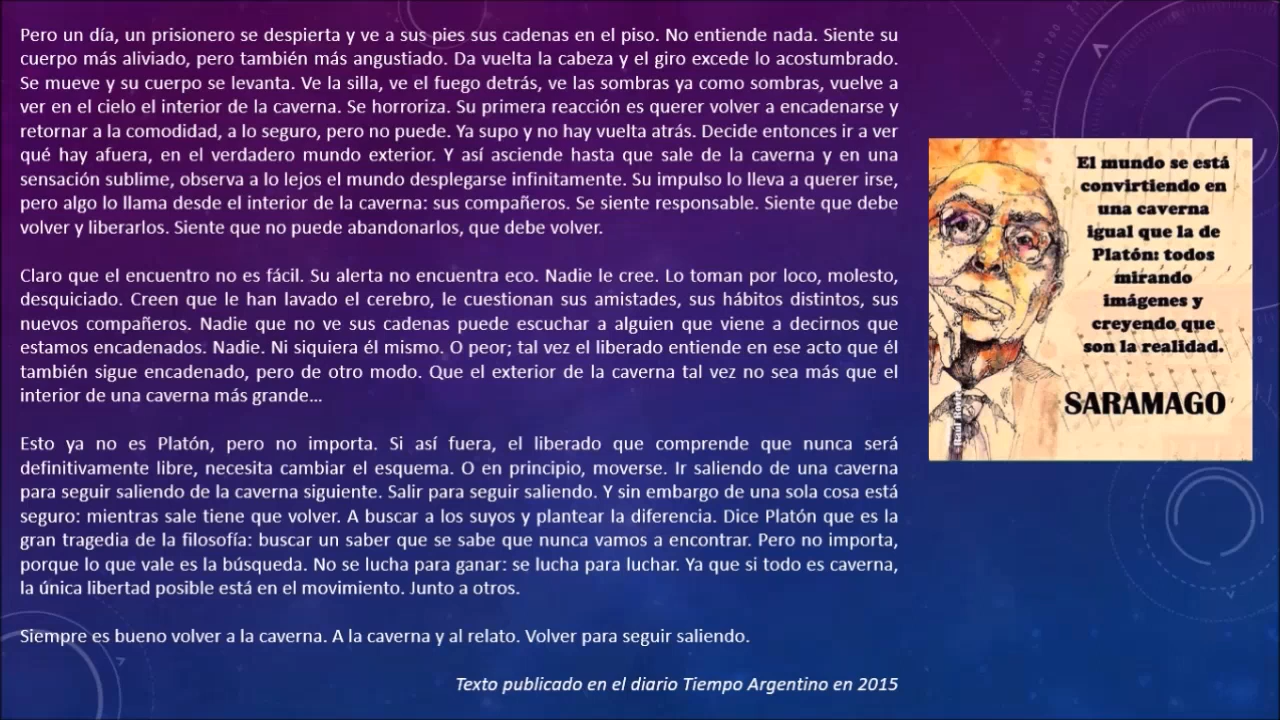 Pero un día, un prisionero se despierta y ve a sus pies sus cadenas en el piso. No entiende nada. Siente su
cuerpo más aliviado, pero también más angustiado. Da vuelta la cabeza y el giro excede lo acostumbrado.
Se mueve y su cuerpo se levanta. Ve la silla, ve el fuego detrás, ve las sombras ya como sombras, vuelve a
ver en el cielo el interior de la caverna. Se horroriza. Su primera reacción es querer volver a encadenarse y
retornar a la comodidad, a lo seguro, pero no puede. Ya supo y no hay vuelta atrás. Decide entonces ir a ver
qué hay afuera, en el verdadero mundo exterior. Y así asciende hasta que sale de la caverna y en una
sensación sublime, observa a lo lejos el mundo desplegarse infinitamente. Su impulso lo lleva a querer irse,
pero algo lo llama desde el interior de la caverna: sus compañeros. Se siente responsable. Siente que debe
volver y liberarlos. Siente que no puede abandonarlos, que debe volver.
Claro que el encuentro no es fácil. Su alerta no encuentra eco. Nadie le cree. Lo toman por loco, molesto,
desquiciado. Creen que le han lavado el cerebro, le cuestionan sus amistades, sus hábitos distintos, sus
nuevos compañeros. Nadie que no ve sus cadenas puede escuchar a alguien que viene a decirnos que
estamos encadenados. Nadie. Ni siquiera él mismo. O peor; tal vez el liberado entiende en ese acto que él
también sigue encadenado, pero de otro modo. Que el exterior de la caverna tal vez no sea más que el
interior de una caverna más grande...
Esto ya no es Platón, pero no importa. Si así fuera, el liberado que comprende que nunca será
definitivamente libre, necesita cambiar el esquema. O en principio, moverse. Ir saliendo de una caverna
para seguir saliendo de la caverna siguiente. Salir para seguir saliendo. Y sin embargo de una sola cosa está
seguro: mientras sale tiene que volver. A buscar a los suyos y plantear la diferencia. Dice Platón que es la
gran tragedia de la filosofía: buscar un saber que se sabe que nunca vamos a encontrar. Pero no importa,
porque lo que vale es la búsqueda. No se lucha para ganar: se lucha para luchar. Ya que si todo es caverna,
la única libertad posible está en el movimiento. Junto a otros.
Siempre es bueno volver a la caverna. A la caverna y al relato. Volver para seguir saliendo.
Texto publicado en el diario Tiempo Argentino en 2015
El mundo se está
convirtiendo en
una caverna
igual que la de
Platón: todos
mirando
imágenes y
creyendo que
son la realidad.
SARAMAGO